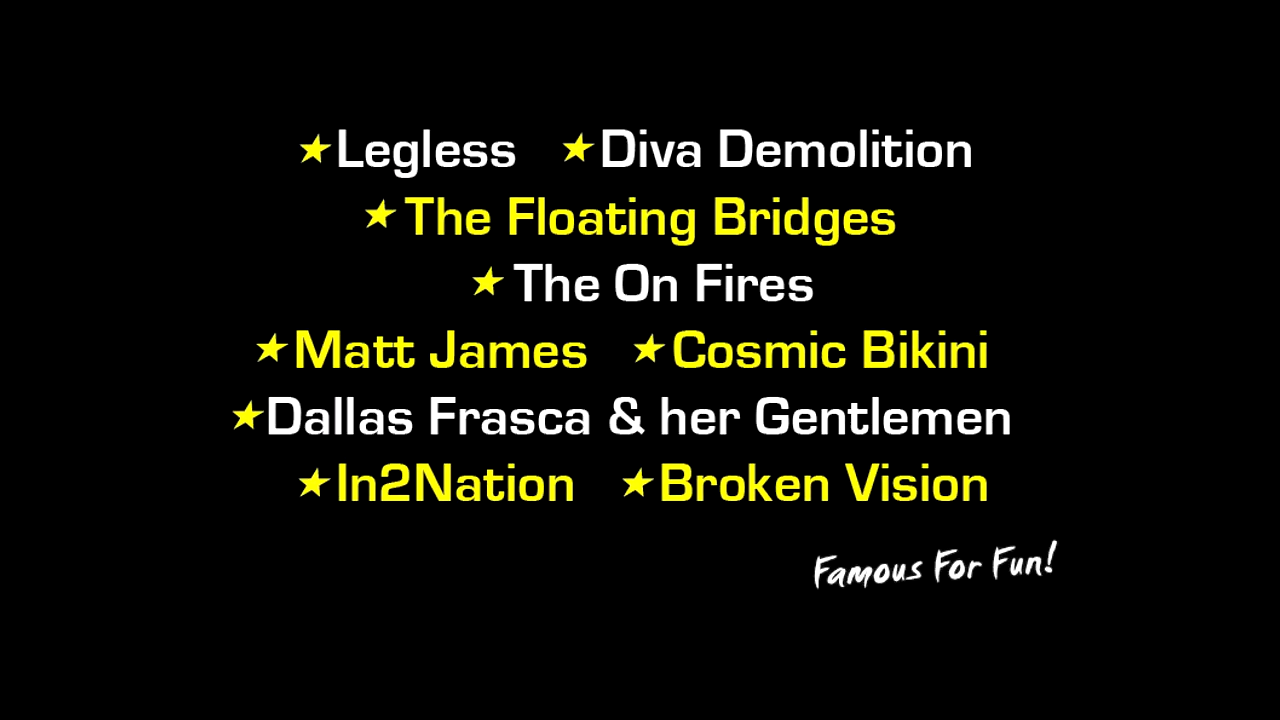 ★Legless ★Diva Demolition
★The Floating Bridges
★The On Fires
★Matt James ★Cosmic Bikini
★Dallas Frasca & her Gentlemen
★In2Nation ★Broken Vision
Famous For Fun!